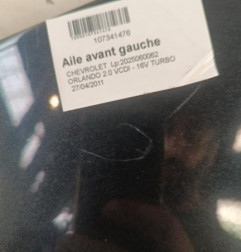 107341476
Aile avant gauche
CHEVROLET Lp:2025060062
ORLANDO 2.0 VCDI - 16V TURBO
27/04/2011